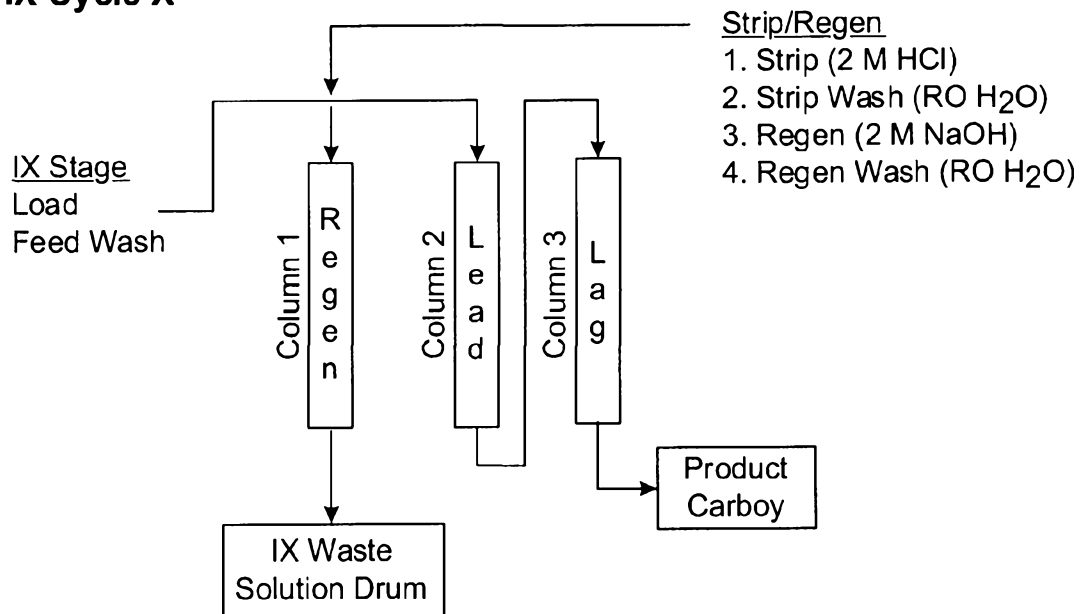 IX Cycle X
Strip/Regen
1. Strip (2 M HCl)
2. Strip Wash (RO H2O)
3. Regen (2 M NaOH)
4. Regen Wash (RO H2O)
IX Stage
Load
Feed Wash
Column 1
Regen
Column 2
Lead
Column 3
Lag
Product
Carboy
IX Waste
Solution Drum